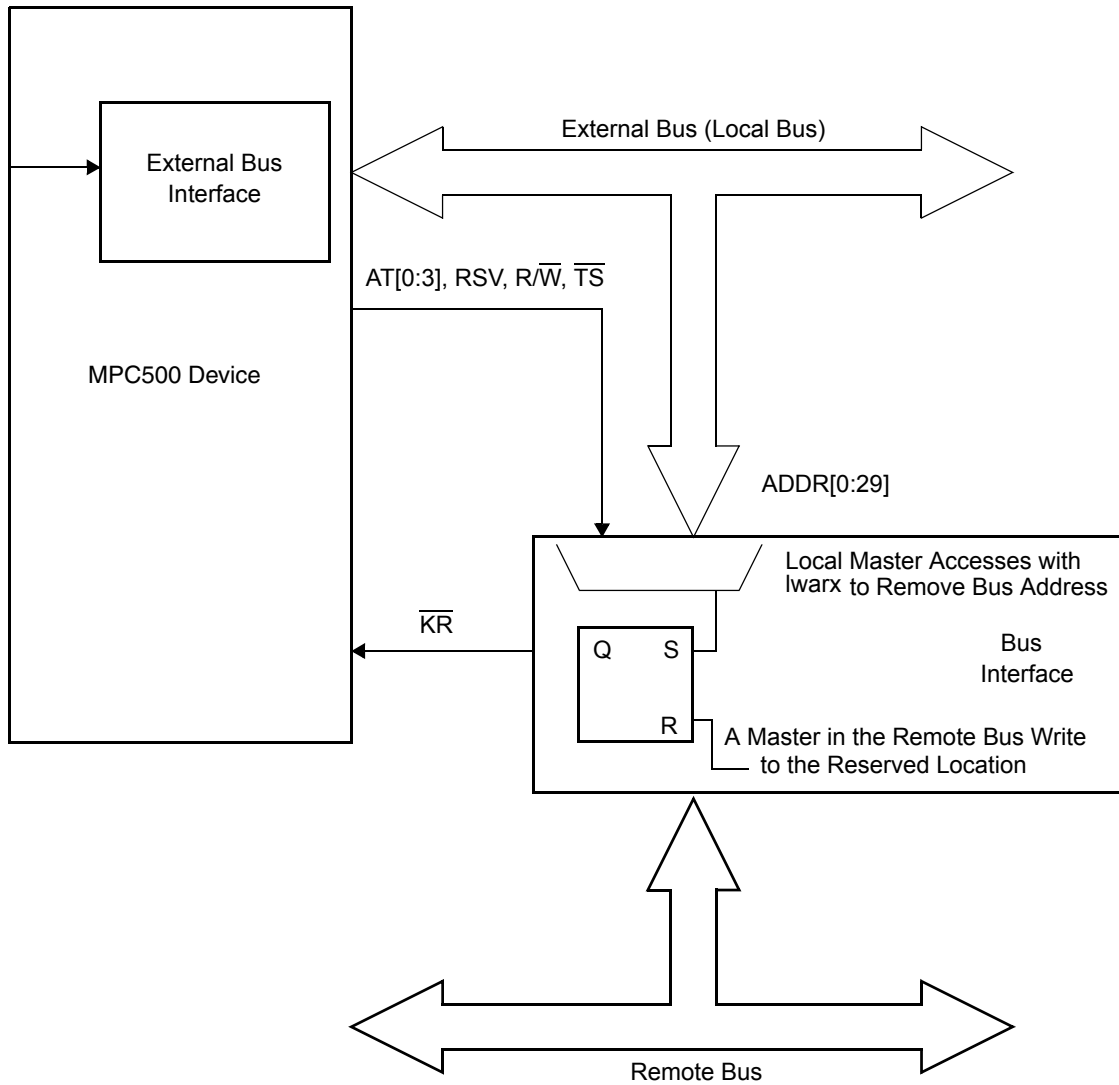 External Bus (Local Bus)
External Bus
Interface
AT[0:3], RSV, R/W̅, T̅S̅
MPC500 Device
ADDR[0:29]
Local Master Accesses with
lwarx to Remove Bus Address
K̅R̅
Q S
Bus
Interface
R
A Master in the Remote Bus Write
to the Reserved Location
Remote Bus